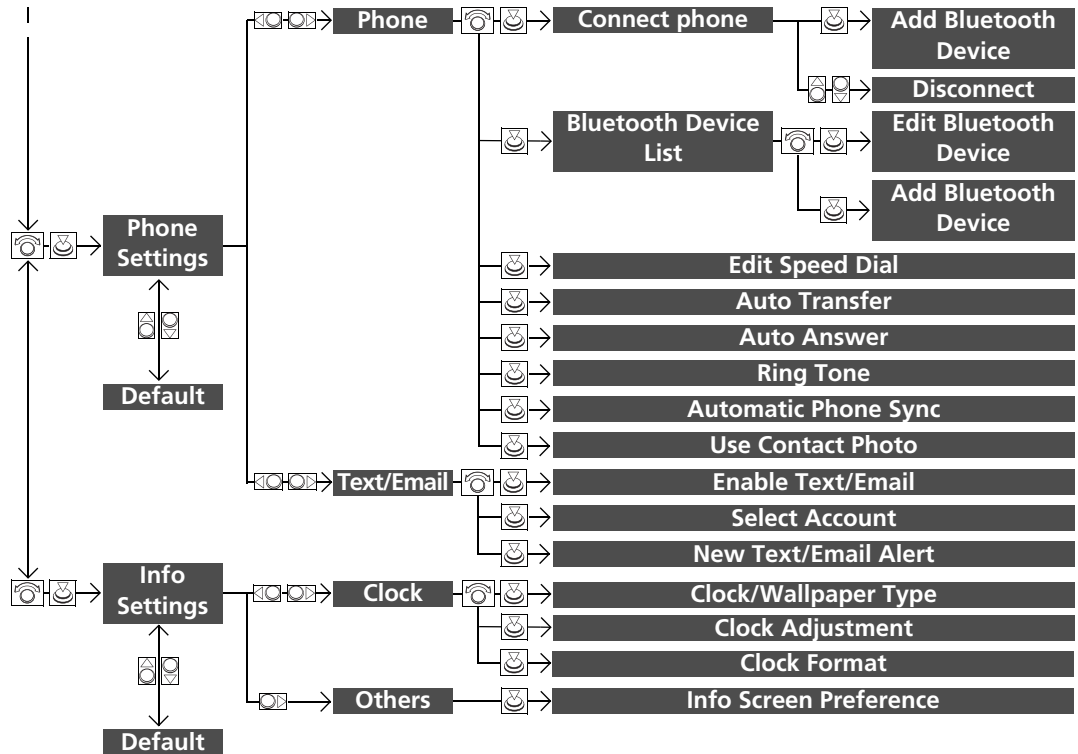 Phone
Connect phone
Add Bluetooth
Device
Disconnect
Bluetooth Device
List
Edit Bluetooth
Device
Add Bluetooth
Device
Phone
Settings
Default
Edit Speed Dial
Auto Transfer
Auto Answer
Ring Tone
Automatic Phone Sync
Use Contact Photo
Text/Email
Enable Text/Email
Select Account
New Text/Email Alert
Info
Settings
Default
Clock
Clock/Wallpaper Type
Clock Adjustment
Clock Format
Others
Info Screen Preference